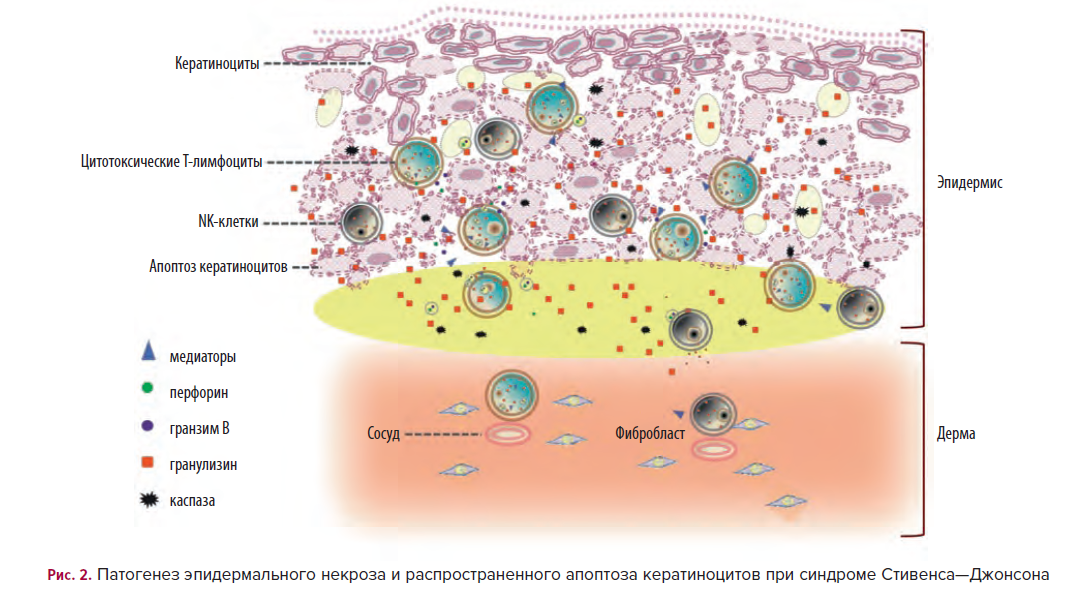 Кератиноциты
Цитотоксические Т-лимфоциты
Эпидермис
NK-клетки
Апоптоз кератиноцитов
медиаторы
перфорин
гранзим В
гранулизин
каспаза
Сосуд
Фибробласт
Дерма
Рис. 2. Патогенез эпидермального некроза и распространенного апоптоза кератиноцитов при синдроме Стивенса—Джонсона